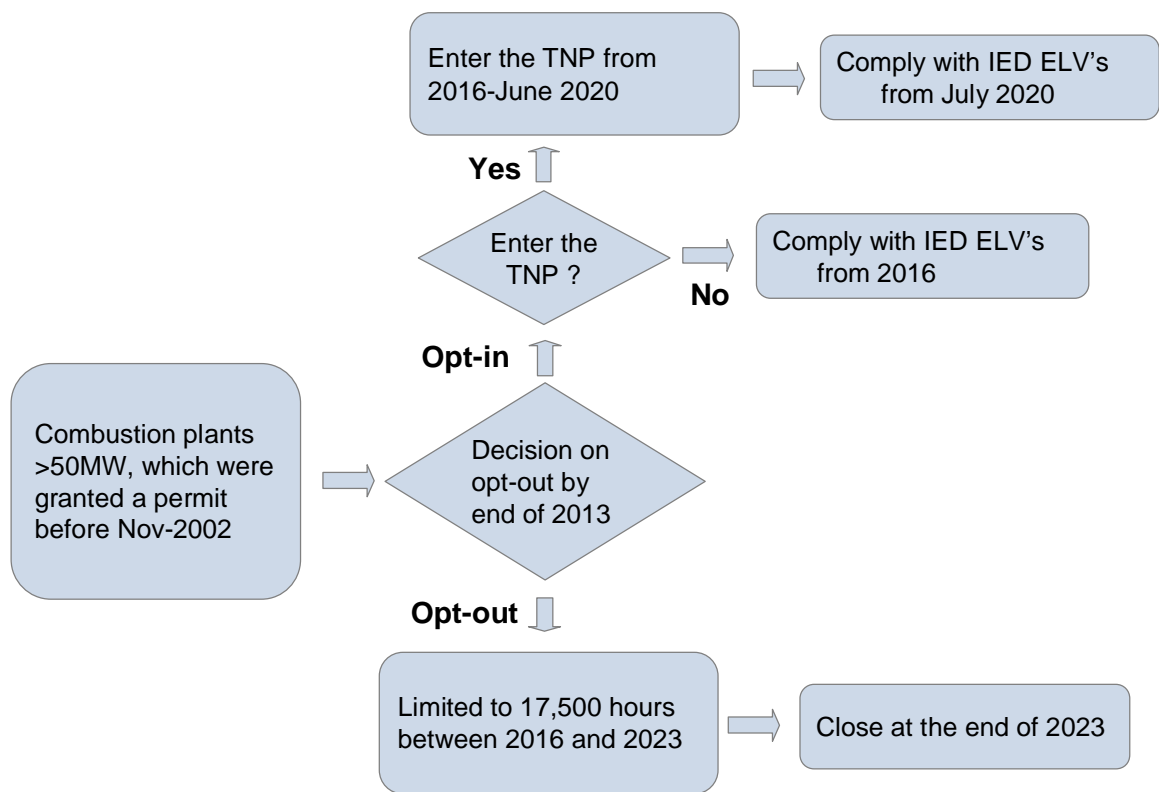 Enter the TNP from
2016-June 2020
Comply with IED ELV's
from July 2020
Yes
Enter the
TNP ?
Comply with IED ELV's
from 2016
No
Opt-in
Combustion plants
>50MW, which were
granted a permit
before Nov-2002
Decision on
opt-out by
end of 2013
Opt-out
Limited to 17,500 hours
between 2016 and 2023
Close at the end of 2023